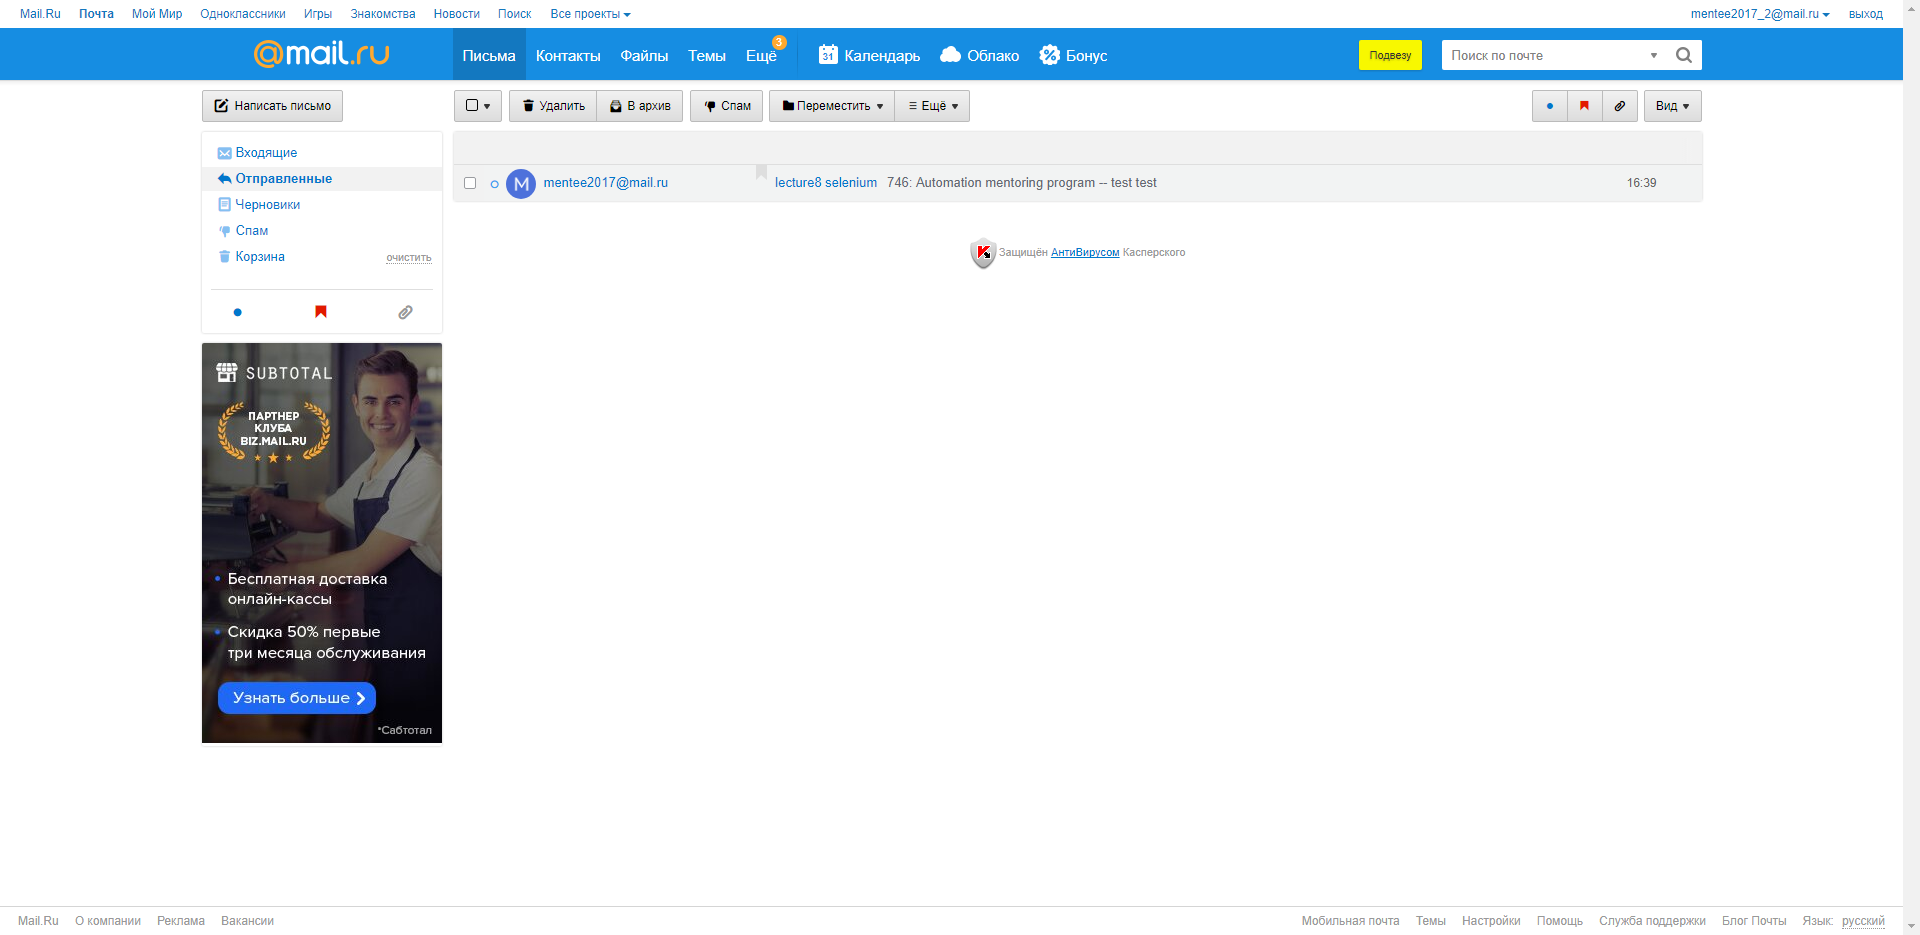 Mail.Ru Почта Мой Мир Одноклассники Игры Знакомства Новости Поиск Все проекты mentee2017_2@mail.ru выход
@mail.ru Письма Контакты Файлы Темы Ещё 3 31 Календарь Облако Бонус Подвезу Поиск по почте
Написать письмо Удалить В архив Спам Переместить Ещё Вид
Входящие
Отправленные
Черновики
Спам
Корзина очистить
M mentee2017@mail.ru lecture8 selenium 746: Automation mentoring program -- test test 16:39
Защищён АнтиВирусом Касперского
SUBTOTAL
ПАРТНЕР
КЛУБА
BIZ.MAIL.RU
Бесплатная доставка
онлайн-кассы
Скидка 50% первые
три месяца обслуживания
Узнать больше
*Сабтотал
Mail.Ru О компании Реклама Вакансии Мобильная почта Темы Настройки Помощь Служба поддержки Блог Почты Язык: русский